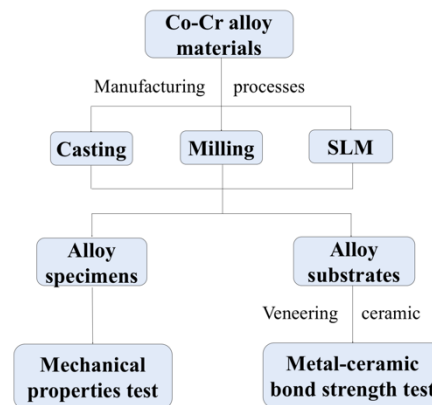 Co-Cr alloy
materials
Manufacturing processes
Casting
Milling
SLM
Alloy
specimens
Alloy
substrates
Veneering ceramic
Mechanical
properties test
Metal-ceramic
bond strength test